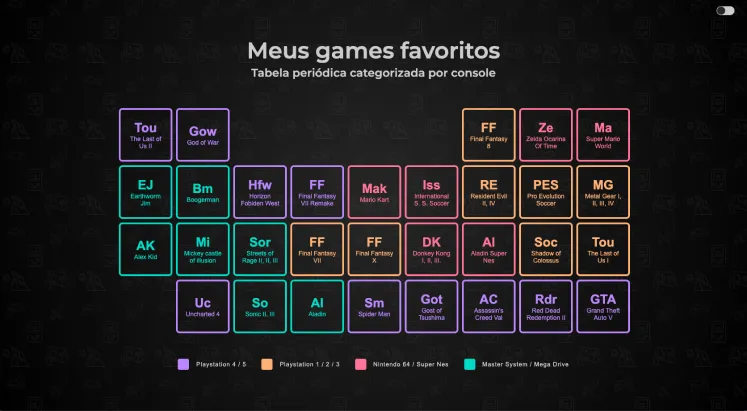 Meus games favoritos
Tabela periódica categorizada por console
Tou
The Last of
Us II
Gow
God of War
FF
Final Fantasy
8
Ze
Zelda Ocarina
Of Time
Ma
Super Mario
World
EJ
Earthworm
Jim
Bm
Boogerman
Hfw
Horizon
Fobiden West
FF
Final Fantasy
VII Remake
Mak
Mario Kart
Iss
International
S. S. Soccer
RE
Resident Evil
II, IV
PES
Pro Evolution
Soccer
MG
Metal Gear I,
II, III, IV
AK
Alex Kid
Mi
Mickey castle
of illusion
Sor
Streets of
Rage II, II, III
FF
Final Fantasy
VII
FF
Final Fantasy
X
DK
Donkey Kong
I, II, III.
Al
Aladin Super
Nes
Soc
Shadow of
Colossus
Tou
The Last of
Us I
Uc
Uncharted 4
So
Sonic II, III
Al
Aladin
Sm
Spider Man
Got
Gost of
Tsushima
AC
Assasin's
Creed Val
Rdr
Red Dead
Redemption II
GTA
Grand Theft
Auto V
Playstation 4 / 5
Playstation 1 / 2 / 3
Nintendo 64 / Super Nes
Master System / Mega Drive